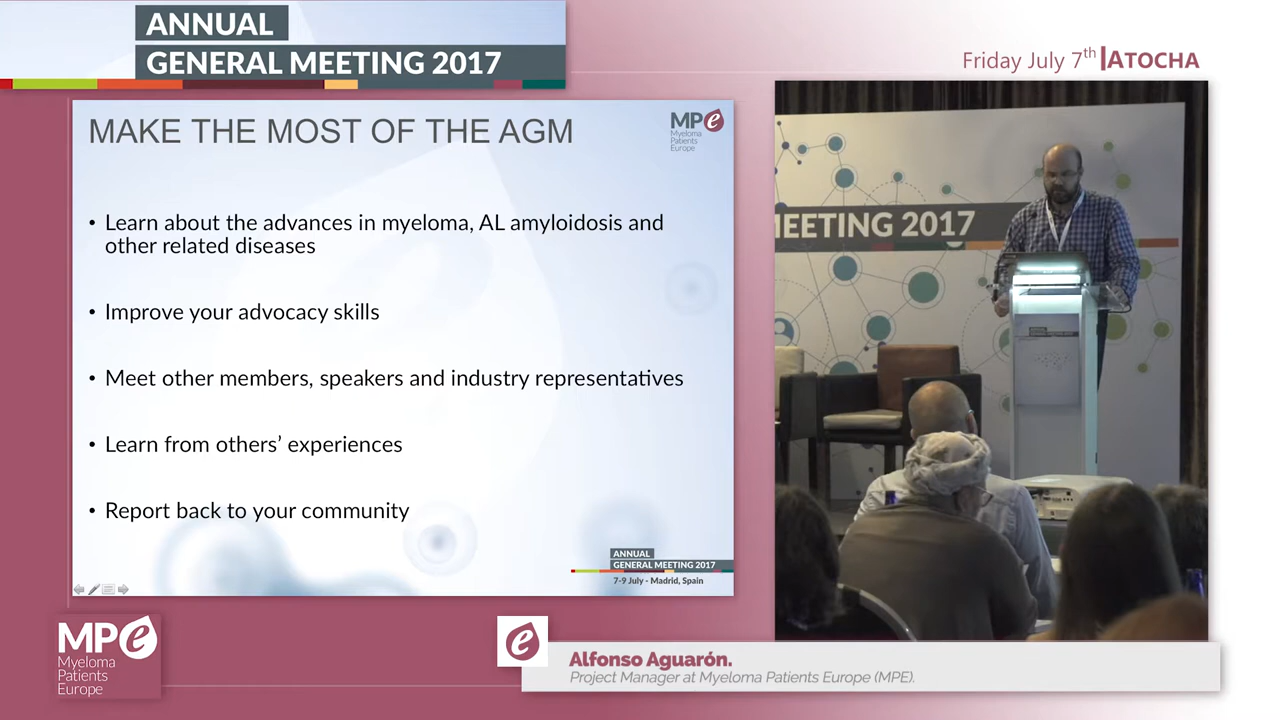 ANNUAL
GENERAL MEETING 2017
Friday July 7th | ATOCHA
MAKE THE MOST OF THE AGM
MPe
Myeloma
Patients
Europe
• Learn about the advances in myeloma, AL amyloidosis and
other related diseases
• Improve your advocacy skills
• Meet other members, speakers and industry representatives
• Learn from others’ experiences
• Report back to your community
ANNUAL
GENERAL MEETING 2017
7-9 July - Madrid, Spain
MEETING 2017
MPe
Myeloma
Patients
Europe
e
Alfonso Aguarón.
Project Manager at Myeloma Patients Europe (MPE).